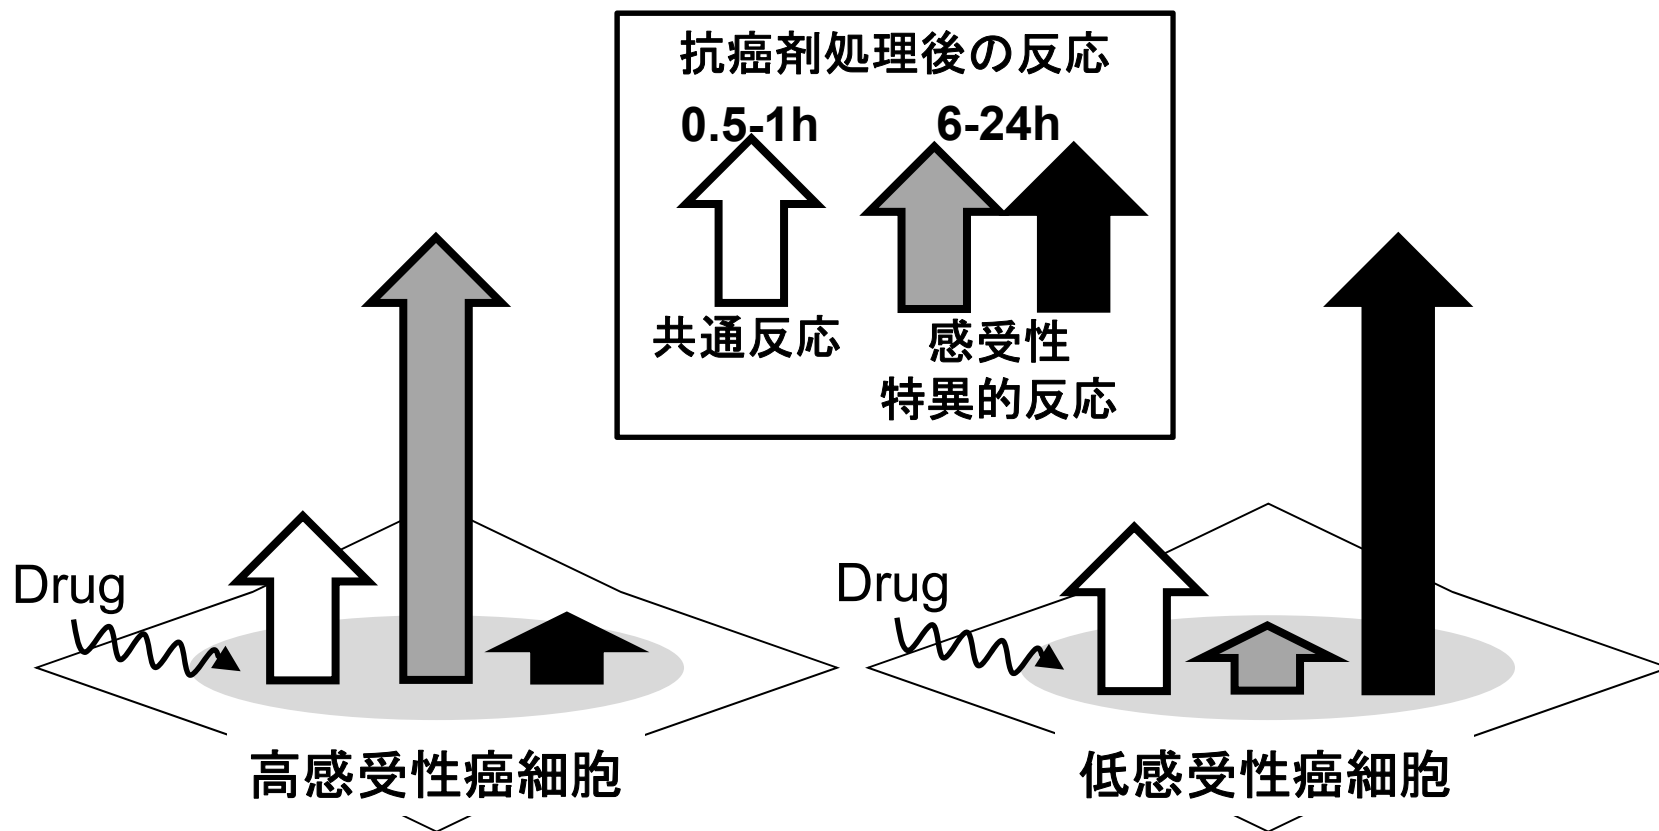 抗癌剤処理後の反応
0.5-1h
6-24h
共通反応
感受性
特異的反応
Drug
高感受性癌細胞
Drug
低感受性癌細胞